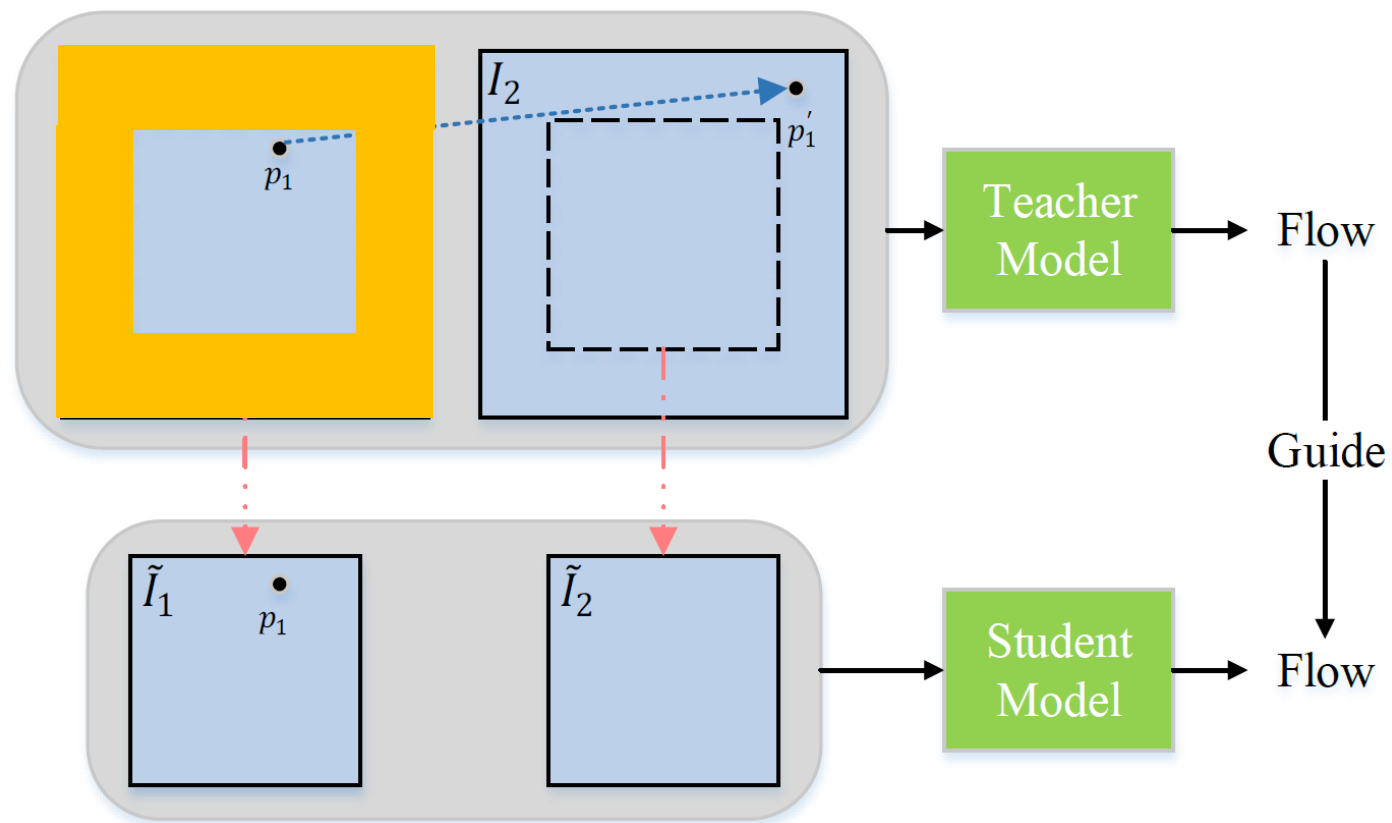 I₂
p₁
p₁′
Teacher
Model
Flow
Guide
Ĩ₁
p₁
Ĩ₂
Student
Model
Flow